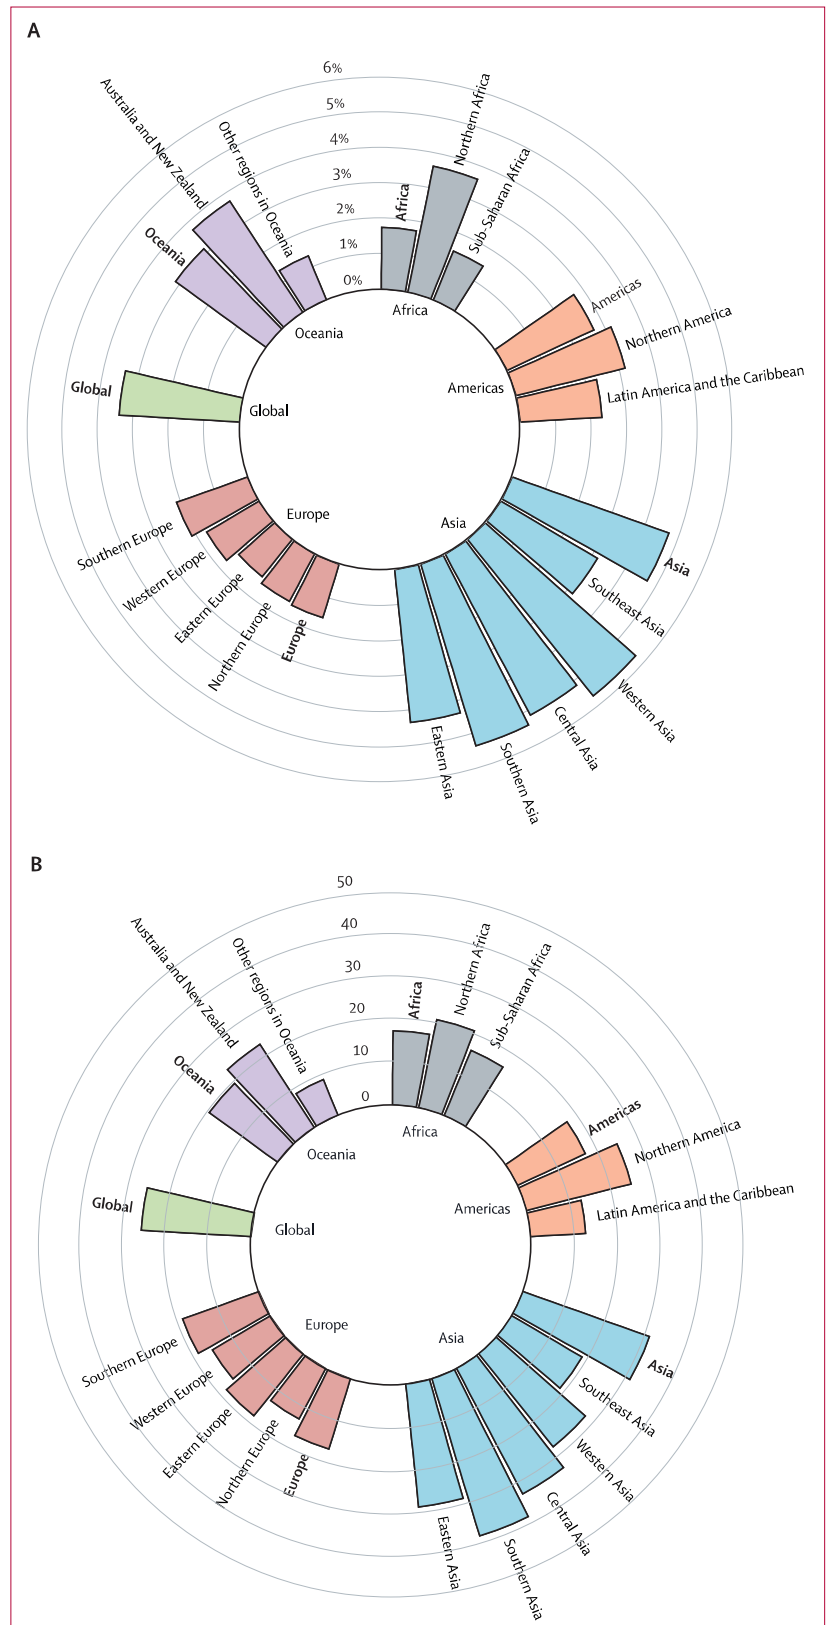 A
6%
5%
4%
3%
2%
1%
0%
Africa
Northern Africa
Sub-Saharan Africa
Africa
Americas
Northern America
Latin America and the Caribbean
Americas
Asia
Southeast Asia
Western Asia
Central Asia
Southern Asia
Eastern Asia
Asia
Europe
Northern Europe
Eastern Europe
Western Europe
Southern Europe
Europe
Global
Global
Oceania
Australia and New Zealand
Other regions in Oceania
Oceania
B
50
40
30
20
10
0
Africa
Northern Africa
Sub-Saharan Africa
Africa
Americas
Northern America
Latin America and the Caribbean
Americas
Asia
Southeast Asia
Western Asia
Central Asia
Southern Asia
Eastern Asia
Asia
Europe
Northern Europe
Eastern Europe
Western Europe
Southern Europe
Europe
Global
Global
Oceania
Australia and New Zealand
Other regions in Oceania
Oceania